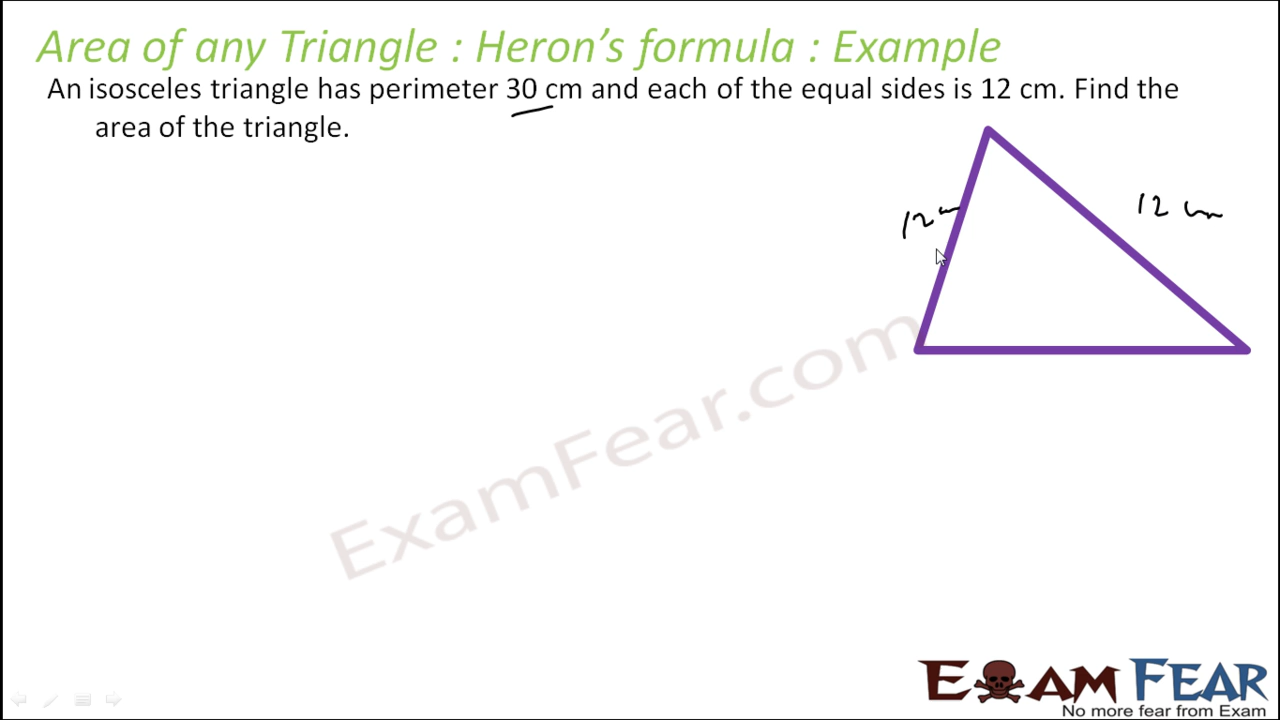 Area of any Triangle : Heron's formula : Example
An isosceles triangle has perimeter 30 cm and each of the equal sides is 12 cm. Find the
area of the triangle.
12 cm
12 cm
ExamFear.com
EXAM FEAR
No more fear from Exam